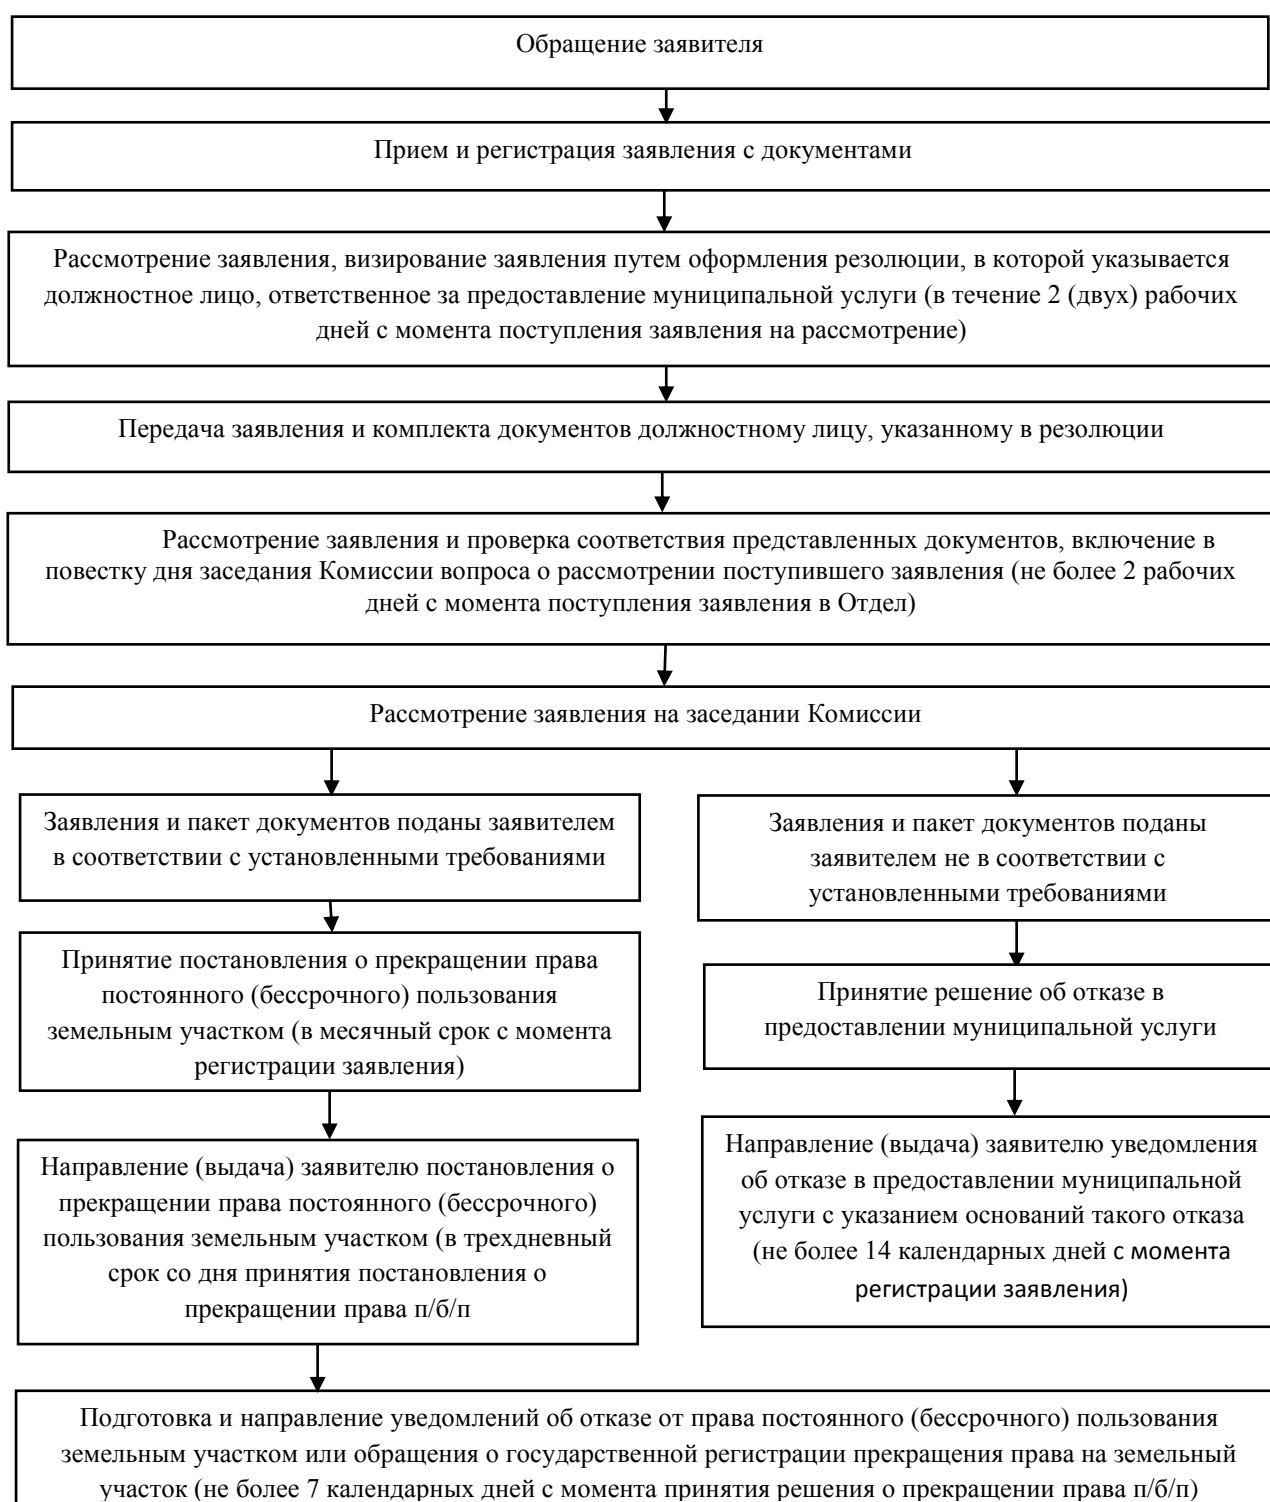 Обращение заявителя
Прием и регистрация заявления с документами
Рассмотрение заявления, визирование заявления путем оформления резолюции, в которой указывается
должностное лицо, ответственное за предоставление муниципальной услуги (в течение 2 (двух) рабочих
дней с момента поступления заявления на рассмотрение)
Передача заявления и комплекта документов должностному лицу, указанному в резолюции
Рассмотрение заявления и проверка соответствия представленных документов, включение в
повестку дня заседания Комиссии вопроса о рассмотрении поступившего заявления (не более 2 рабочих
дней с момента поступления заявления в Отдел)
Рассмотрение заявления на заседании Комиссии
Заявления и пакет документов поданы заявителем
в соответствии с установленными требованиями
Принятие постановления о прекращении права
постоянного (бессрочного) пользования
земельным участком (в месячный срок с момента
регистрации заявления)
Направление (выдача) заявителю постановления о
прекращении права постоянного (бессрочного)
пользования земельным участком (в трехдневный
срок со дня принятия постановления о
прекращении права п/б/п
Заявления и пакет документов поданы
заявителем не в соответствии с
установленными требованиями
Принятие решение об отказе в
предоставлении муниципальной услуги
Направление (выдача) заявителю уведомления
об отказе в предоставлении муниципальной
услуги с указанием оснований такого отказа
(не более 14 календарных дней с момента
регистрации заявления)
Подготовка и направление уведомлений об отказе от права постоянного (бессрочного) пользования
земельным участком или обращения о государственной регистрации прекращения права на земельный
участок (не более 7 календарных дней с момента принятия решения о прекращении права п/б/п)